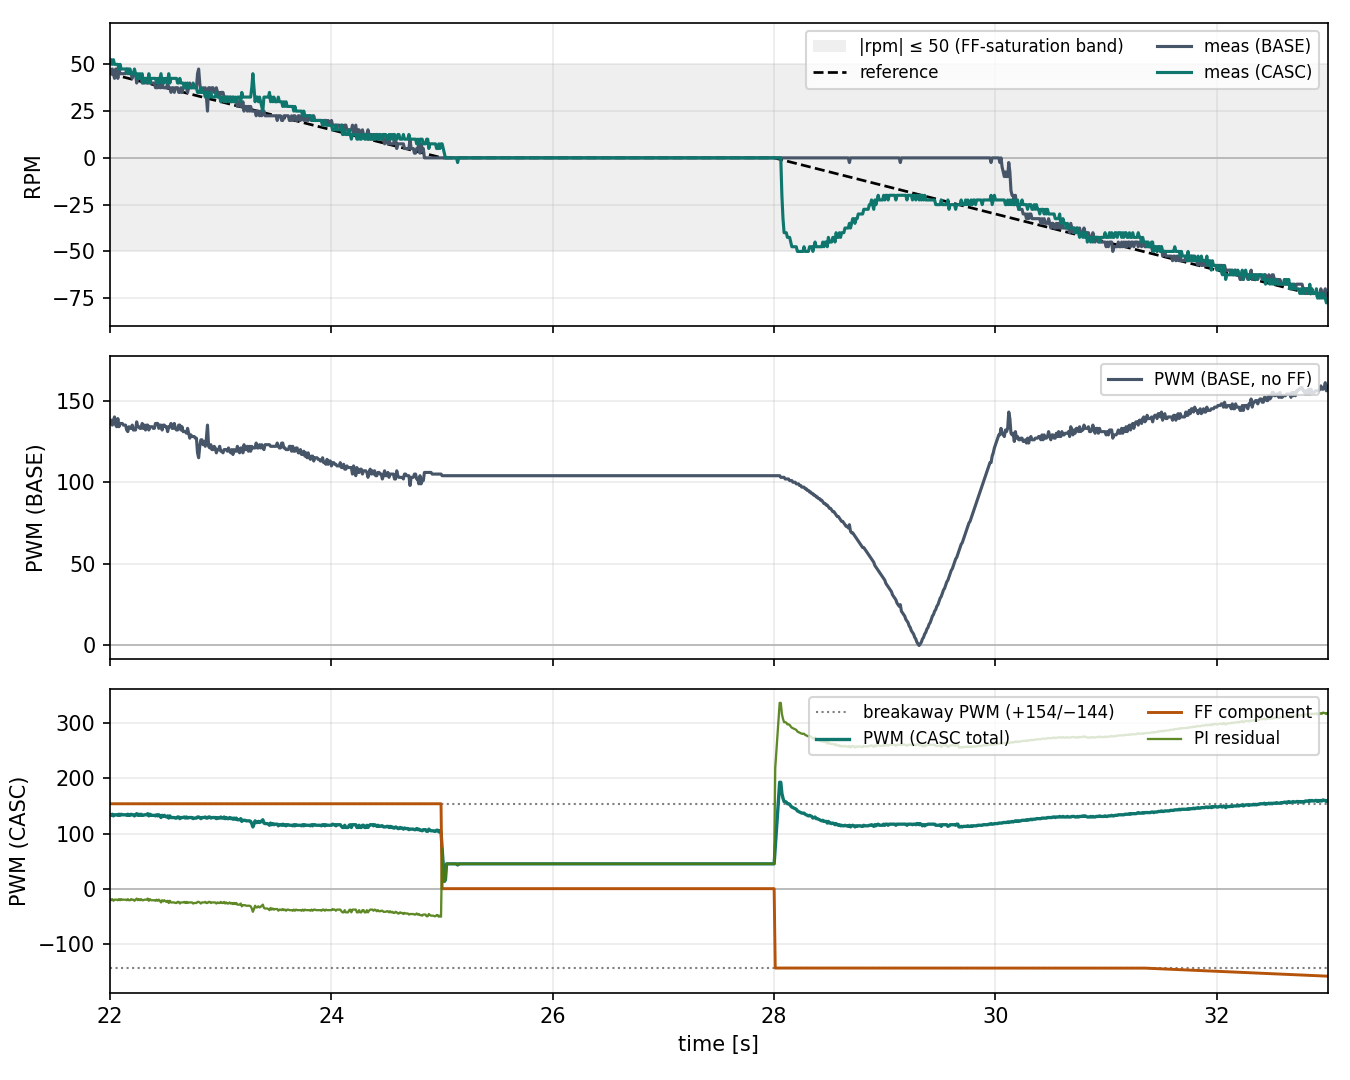 |rpm| ≤ 50 (FF-saturation band)
reference
meas (BASE)
meas (CASC)
RPM
50
25
0
−25
−50
−75
PWM (BASE, no FF)
PWM (BASE)
150
100
50
0
breakaway PWM (+154/−144)
PWM (CASC total)
FF component
PI residual
PWM (CASC)
300
200
100
0
−100
22
24
26
28
30
32
time [s]